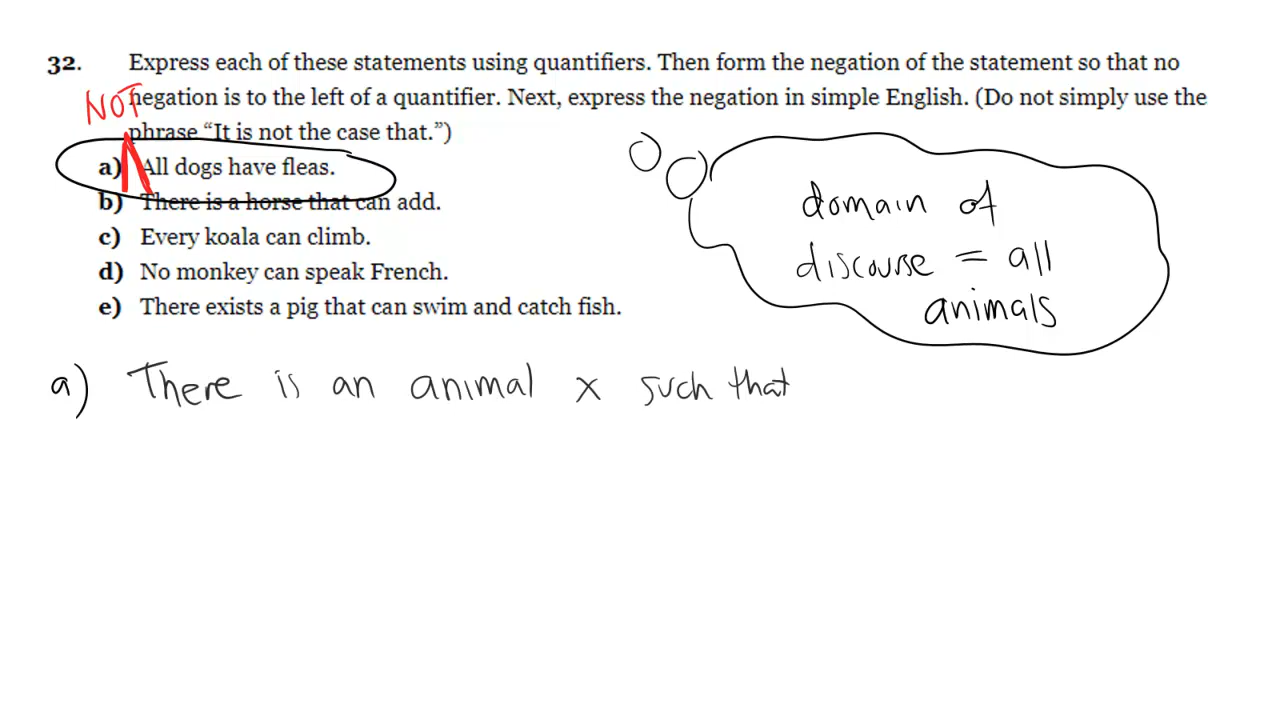 32. Express each of these statements using quantifiers. Then form the negation of the statement so that no
NOT
negation is to the left of a quantifier. Next, express the negation in simple English. (Do not simply use the
phrase “It is not the case that.”)
a) All dogs have fleas.
b) There is a horse that can add.
c) Every koala can climb.
d) No monkey can speak French.
e) There exists a pig that can swim and catch fish.
domain of
discourse = all
animals
a) There is an animal x such that